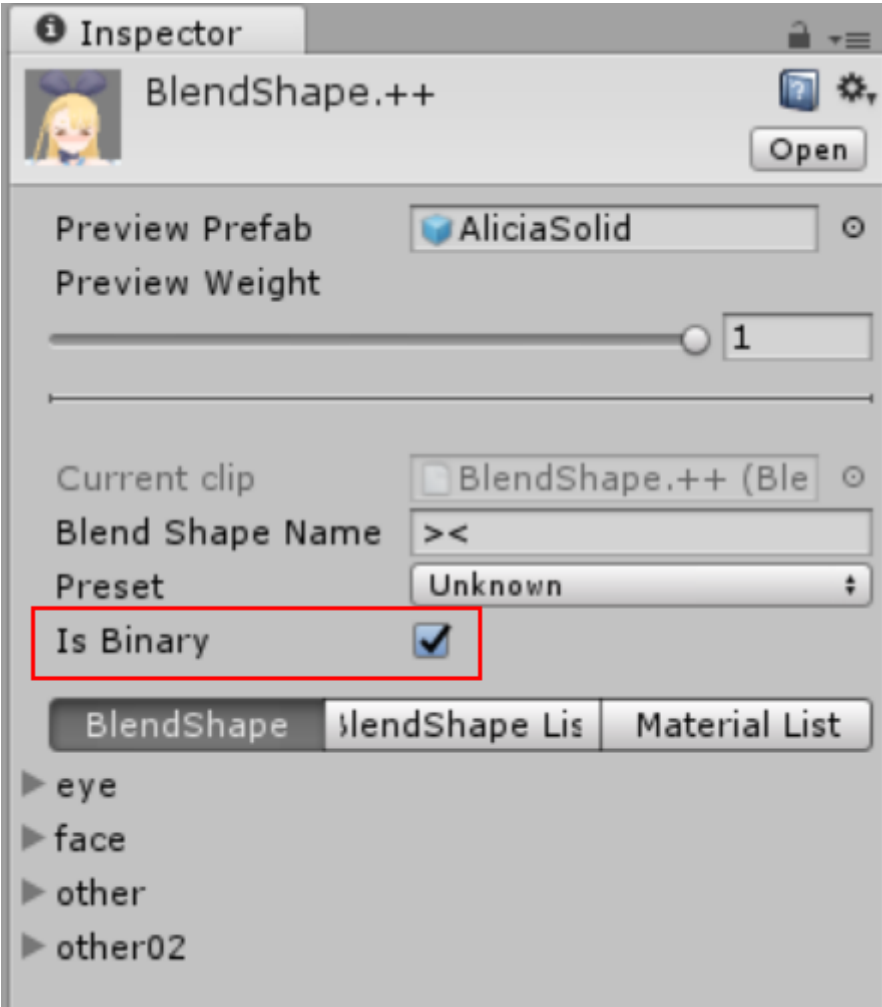 Inspector
BlendShape.++
Open
Preview Prefab AliciaSolid
Preview Weight
1
Current clip BlendShape.++ (Ble
Blend Shape Name ><
Preset Unknown
Is Binary
BlendShape lendShape Lis Material List
eye
face
other
other02